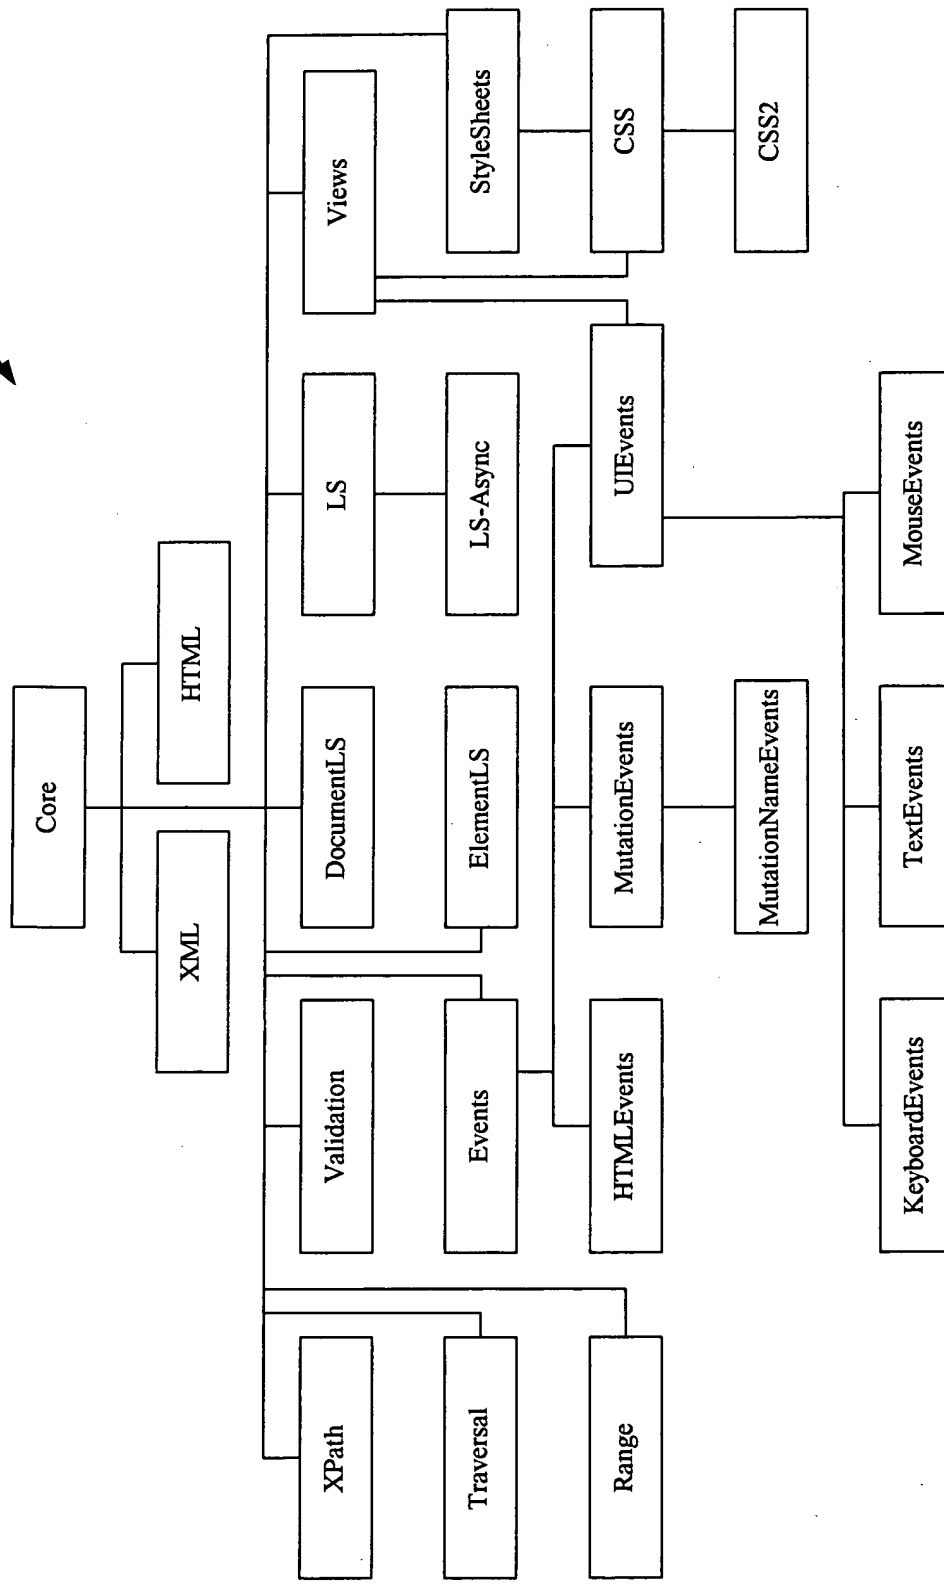 Core
XML
HTML
XPath
Validation
DocumentLS
LS
Views
Traversal
Events
ElementLS
LS-Async
StyleSheets
Range
HTMLEvents
MutationEvents
UIEvents
CSS
MutationNameEvents
CSS2
KeyboardEvents
TextEvents
MouseEvents